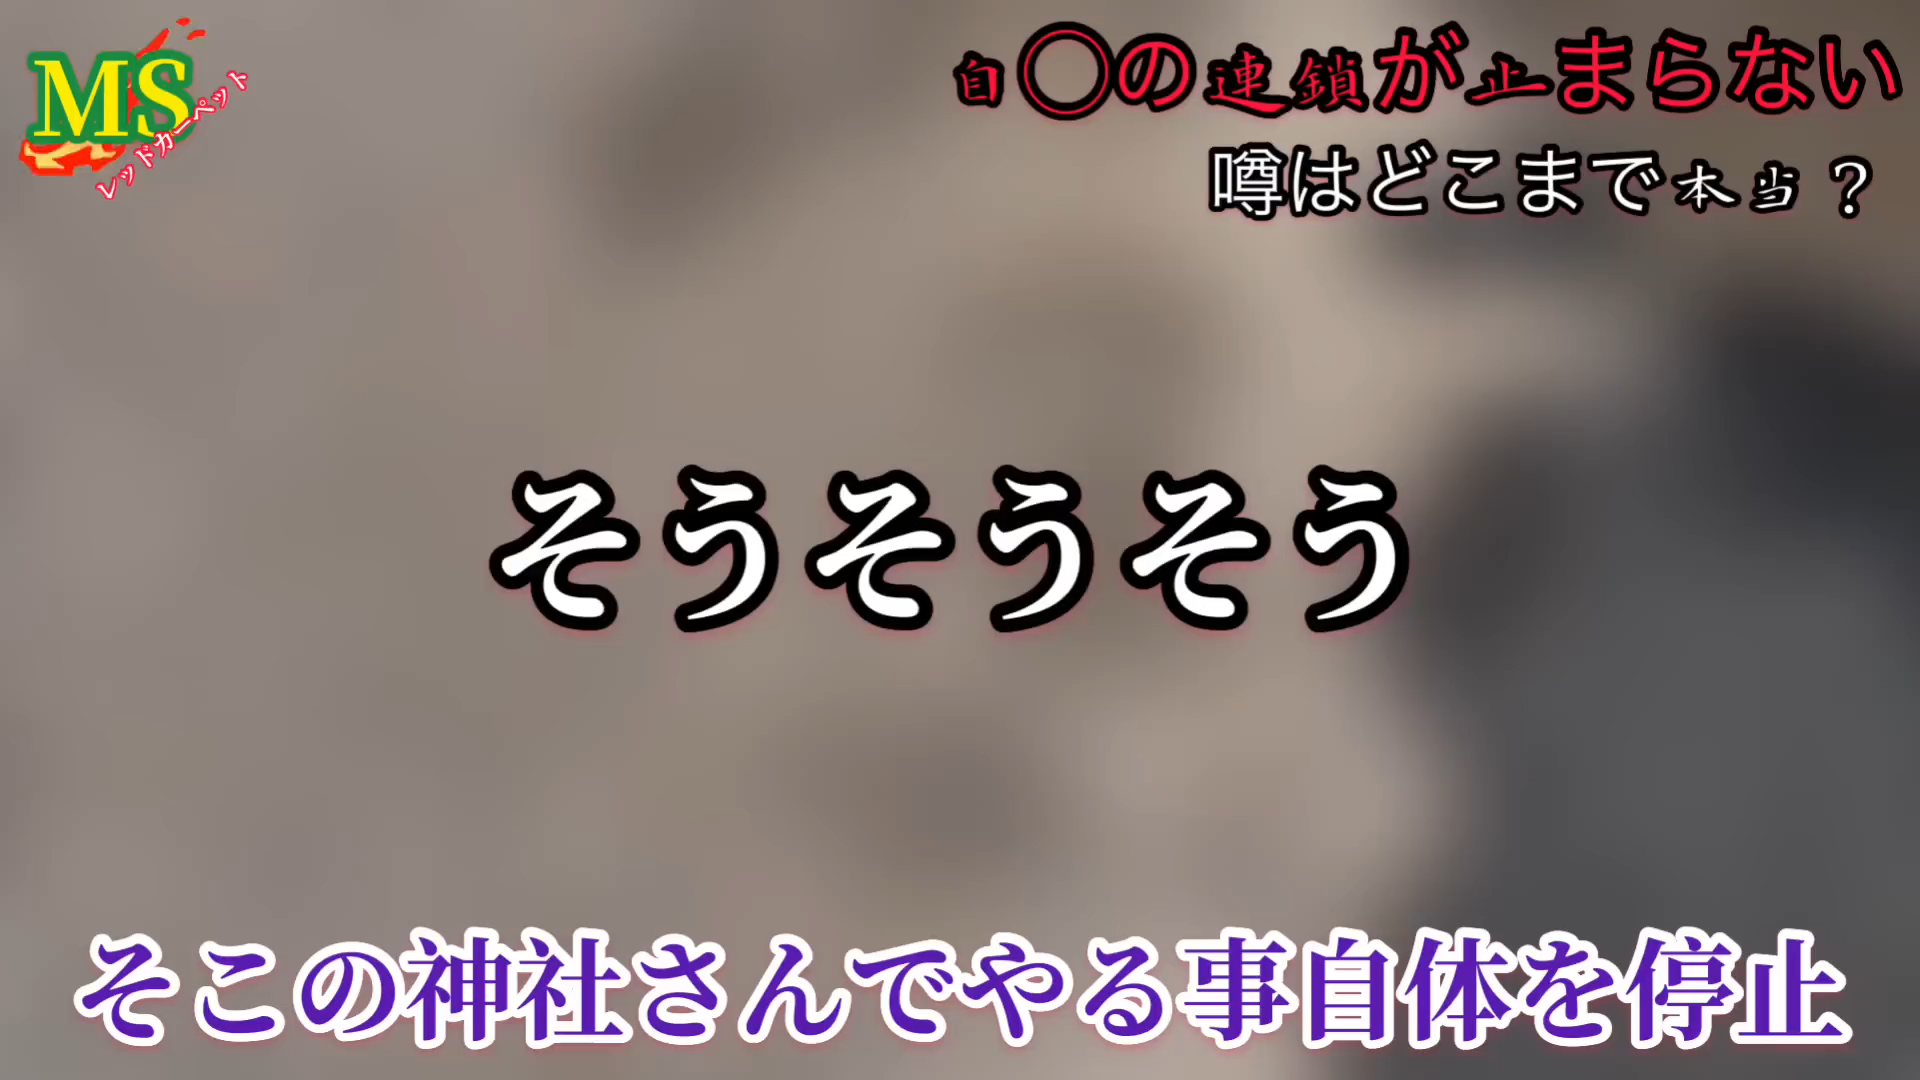 MS
レッドカーペット
自◯の連鎖が止まらない
噂はどこまで本当？
そうそうそう
そこの神社さんでやる事自体を停止